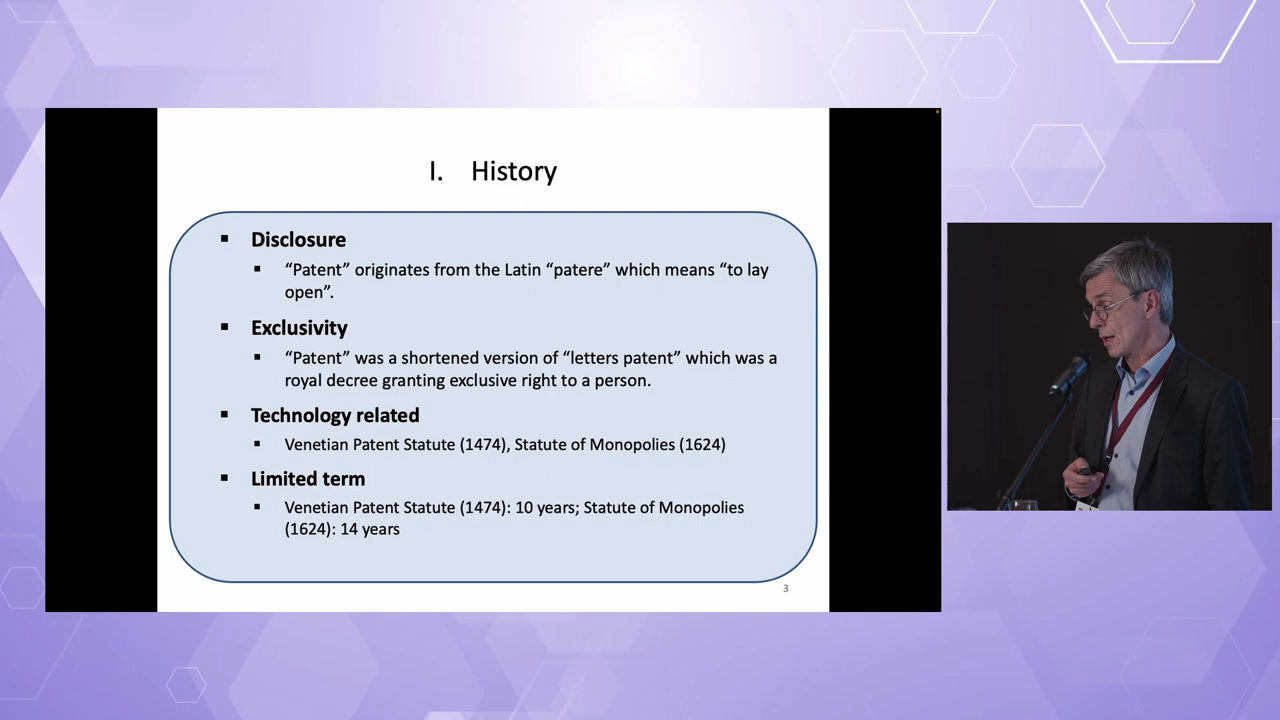 I. History
▪ Disclosure
▪ “Patent” originates from the Latin “patere” which means “to lay
open”.
▪ Exclusivity
▪ “Patent” was a shortened version of “letters patent” which was a
royal decree granting exclusive right to a person.
▪ Technology related
▪ Venetian Patent Statute (1474), Statute of Monopolies (1624)
▪ Limited term
▪ Venetian Patent Statute (1474): 10 years; Statute of Monopolies
(1624): 14 years
3